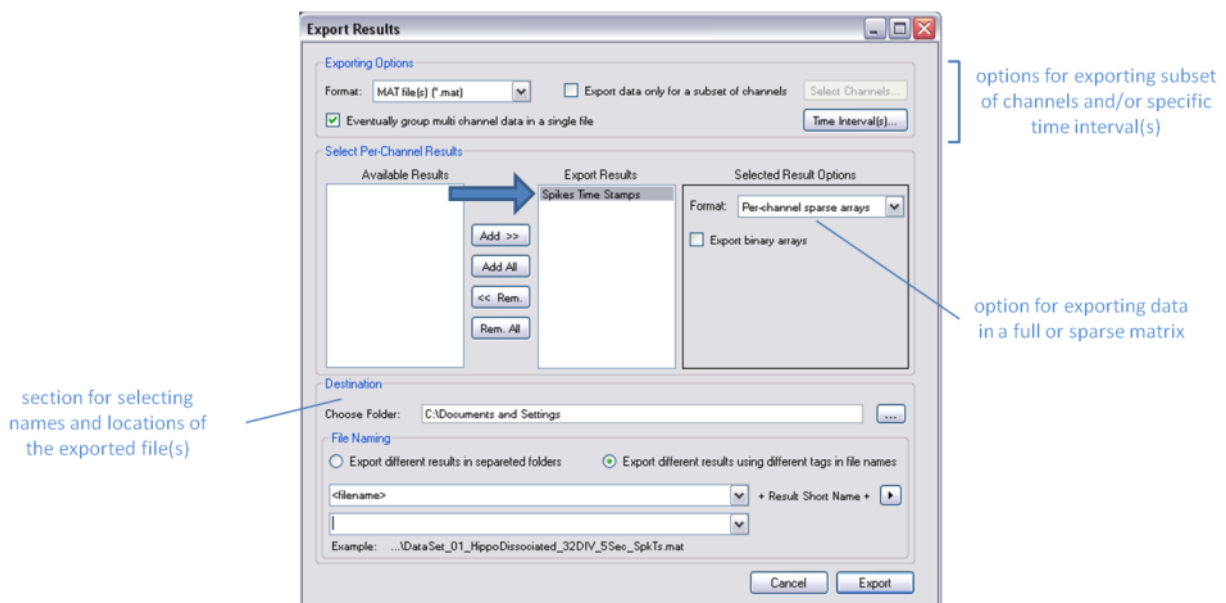 Export Results
Exporting Options
Format: MAT file(s) (*.mat) Export data only for a subset of channels Select Channels...
Eventually group multi channel data in a single file Time Interval(s)...
options for exporting subset
of channels and/or specific
time interval(s)
Select Per-Channel Results
Available Results Export Results Selected Result Options
Spikes Time Stamps
Format: Per-channel sparse arrays
Add >>
Export binary arrays
Add All
<< Rem.
Rem. All
option for exporting data
in a full or sparse matrix
section for selecting
names and locations of
the exported file(s)
Destination
Choose Folder: C:\Documents and Settings ...
File Naming
Export different results in separeted folders Export different results using different tags in file names
<filename> + Result Short Name +
Example: ...\DataSet_01_HippoDissociated_32DIV_5Sec_SpkTs.mat
Cancel Export